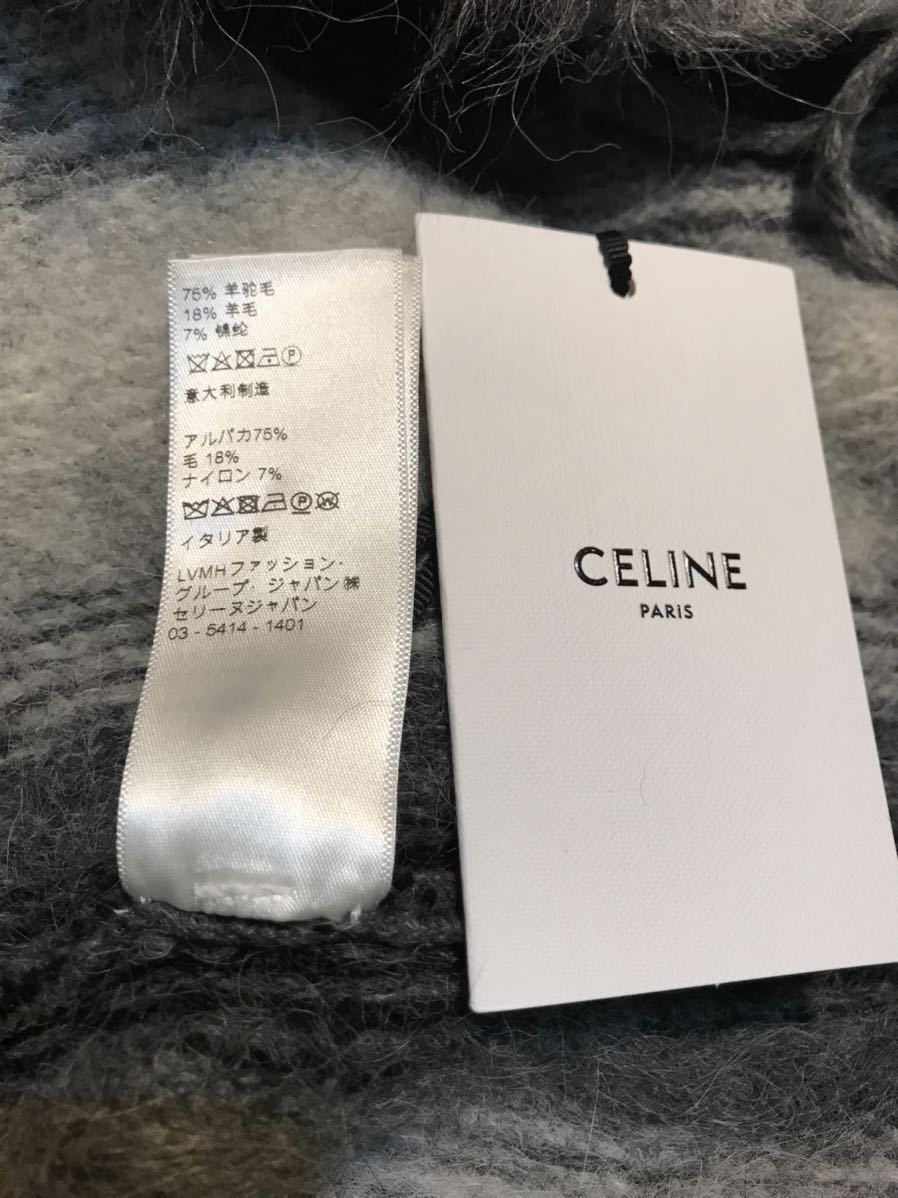 75% 羊驼毛
18% 羊毛
7% 锦纶
P
意大利制造
アルパカ75%
毛 18%
ナイロン 7%
P W
イタリア製
LVMHファッション・
グループ・ジャパン㈱
セリーヌジャパン
03 - 5414 - 1401
CELINE
PARIS